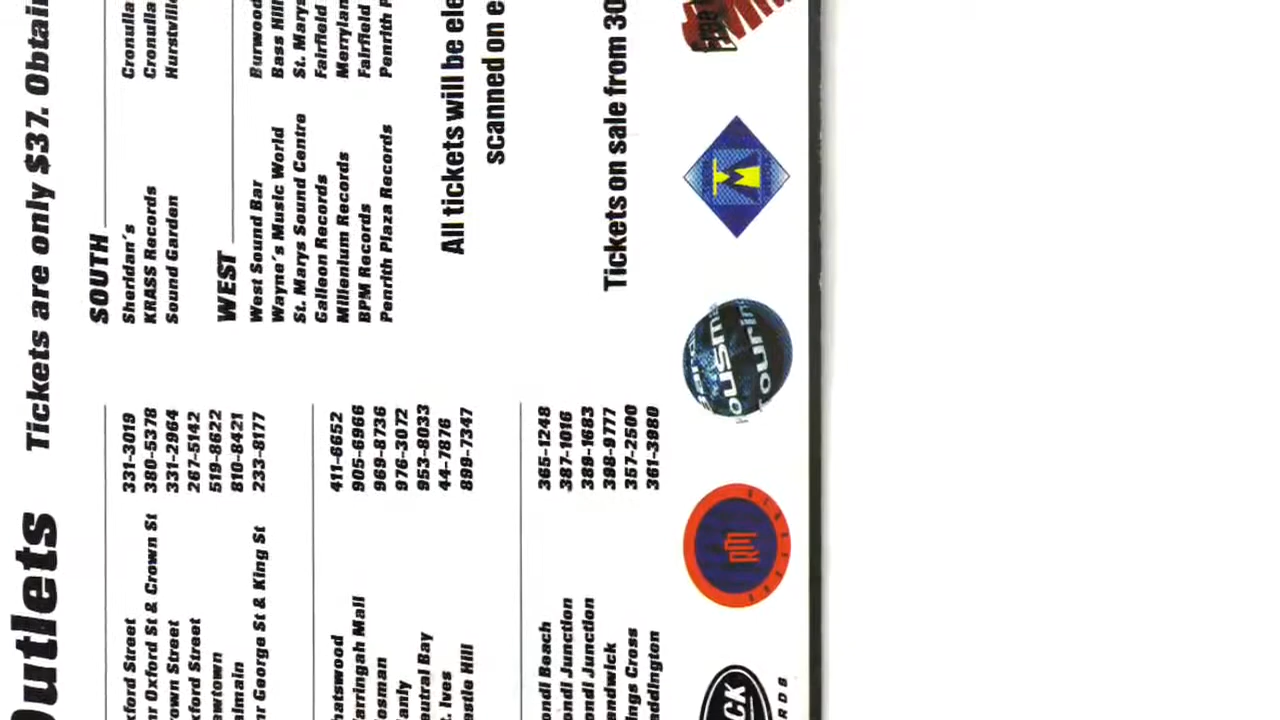 Outlets Tickets are only $37. Obtain
xford Street 331-3019
nr Oxford St & Crown St 380-5378
rown Street 331-2964
xford Street 267-5142
ewtown 519-8622
almain 810-8421
nr George St & King St 233-8177
hatswood 411-6652
arringah Mall 905-6966
osman 969-8736
anly 976-3072
eutral Bay 953-8033
t. Ives 44-7876
astle Hill 899-7347
ondi Beach 365-1248
ondi Junction 387-1016
ondi Junction 389-1683
andwick 398-9777
ings Cross 357-2500
addington 361-3980
SOUTH
Sheridan's Cronulla
KRASS Records Cronulla
Sound Garden Hurstvill
WEST
West Sound Bar Burwood
Wayne's Music World Bass Hil
St. Marys Sound Centre St. Marys
Galleon Records Fairfield
Millenium Records Merrylan
BPM Records Fairfield
Penrith Plaza Records Penrith P
All tickets will be ele
scanned on e
Tickets on sale from 30
RM